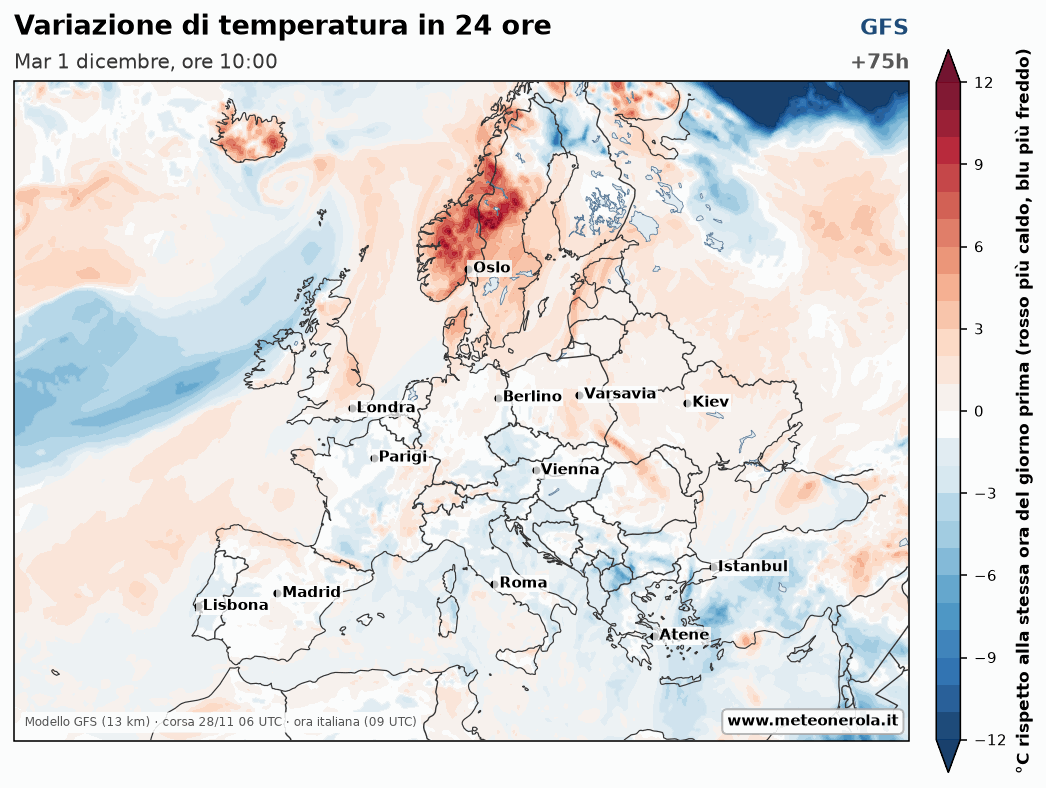 Variazione di temperatura in 24 ore
GFS
Mar 1 dicembre, ore 10:00
+75h
Oslo
Londra
Berlino
Varsavia
Kiev
Parigi
Vienna
Istanbul
Roma
Madrid
Lisbona
Atene
Modello GFS (13 km) · corsa 28/11 06 UTC · ora italiana (09 UTC)
www.meteonerola.it
12
9
6
3
0
−3
−6
−9
−12
°C rispetto alla stessa ora del giorno prima (rosso più caldo, blu più freddo)